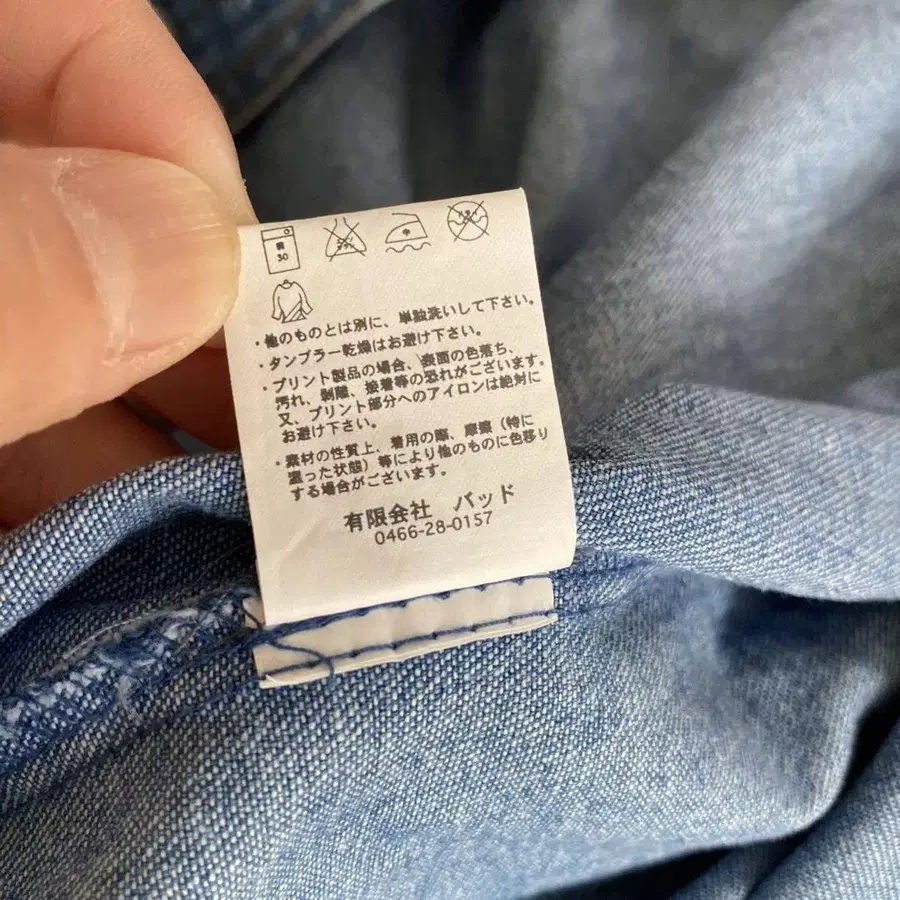 弱
30
中
・他のものとは別に、単独洗いして下さい。
・タンブラー乾燥はお避け下さい。
・プリント製品の場合、表面の色落ち、
汚れ、剥離、接着等の恐れがございます。
又、プリント部分へのアイロンは絶対に
お避け下さい。
・素材の性質上、着用の際、摩擦（特に
湿った状態）等により他のものに色移り
する場合がございます。
有限会社 バッド
0466-28-0157